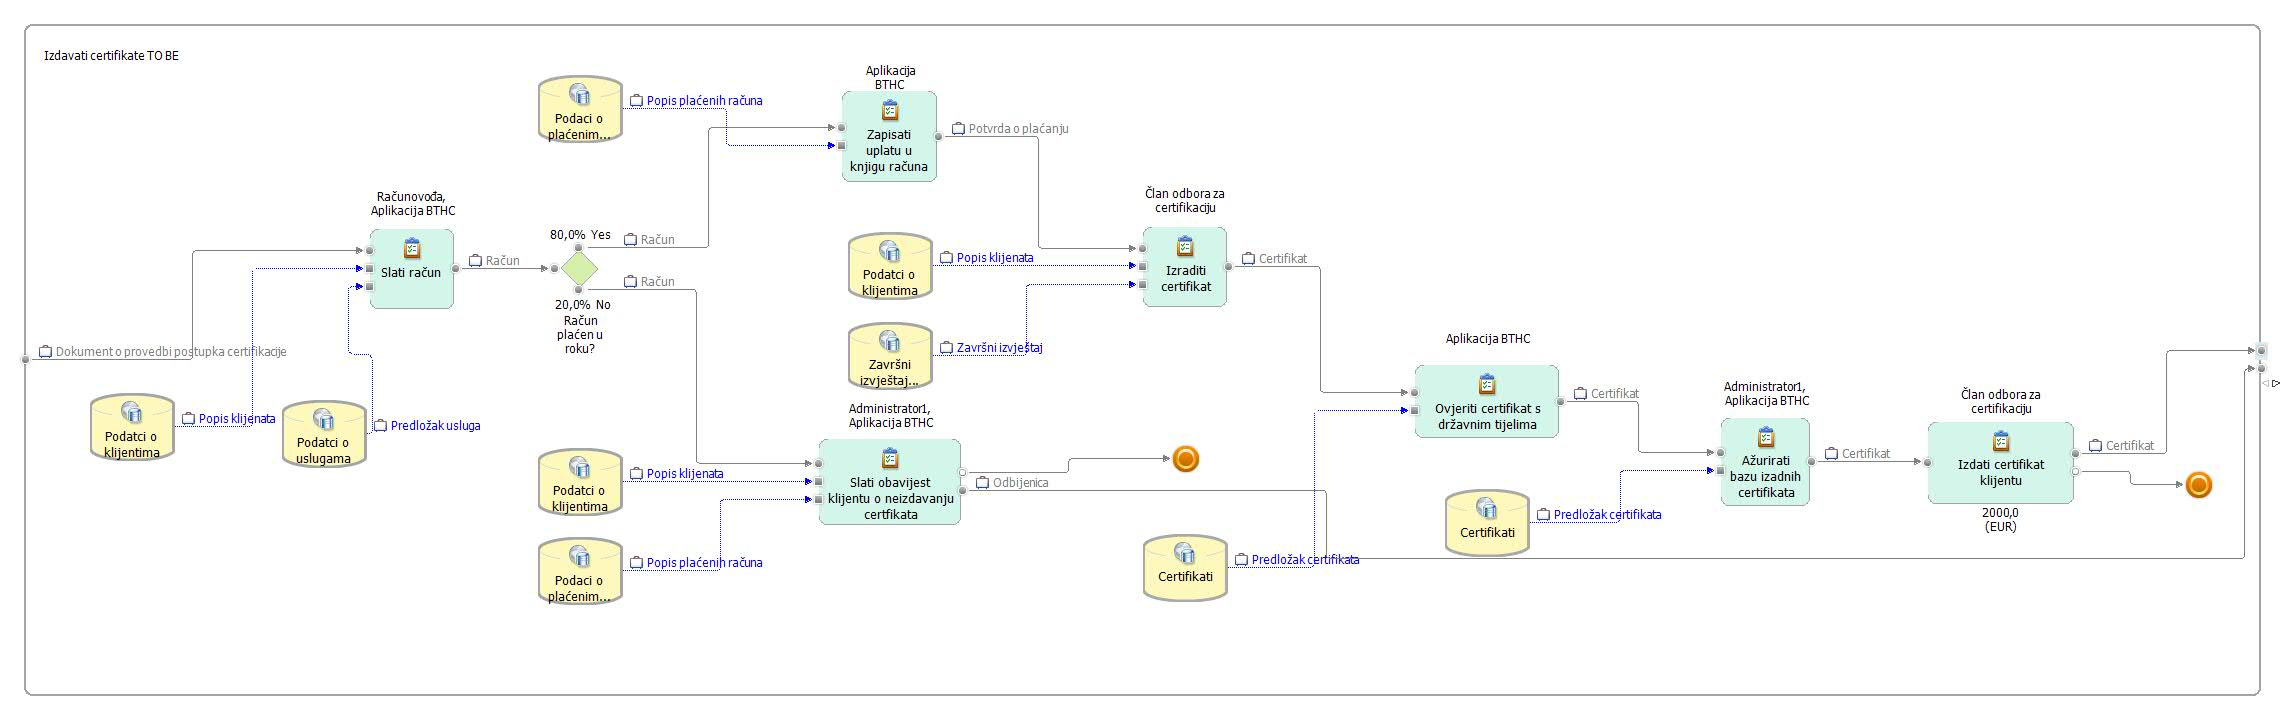 Izdavati certifikate TO BE
Podaci o
plaćenim...
Popis plaćenih računa
Aplikacija
BTHC
Zapisati
uplatu u
knjigu računa
Potvrda o plaćanju
Računovođa,
Aplikacija BTHC
Slati račun
Račun
80,0% Yes
Račun
Račun
20,0% No
Račun
plaćen u
roku?
Dokument o provedbi postupka certifikacije
Podatci o
klijentima
Popis klijenata
Podatci o
uslugama
Predložak usluga
Član odbora za
certifikaciju
Izraditi
certifikat
Certifikat
Podatci o
klijentima
Popis klijenata
Završni
izvještaj...
Završni izvještaj
Administrator1,
Aplikacija BTHC
Slati obavijest
klijentu o neizdavanju
certfikata
Odbijenica
Podatci o
klijentima
Popis klijenata
Podaci o
plaćenim...
Popis plaćenih računa
Aplikacija BTHC
Ovjeriti certifikat s
državnim tijelima
Certifikat
Certifikati
Predložak certifikata
Administrator1,
Aplikacija BTHC
Ažurirati
bazu izadnih
certifikata
Certifikat
Certifikati
Predložak certifikata
Član odbora za
certifikaciju
Izdati certifikat
klijentu
2000,0
(EUR)
Certifikat